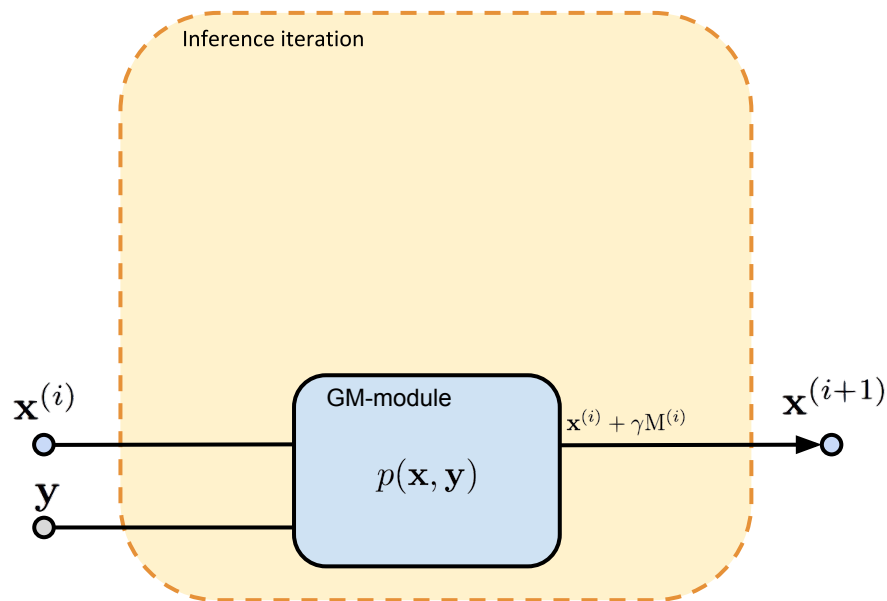 Inference iteration
x^(i)
GM-module
x^(i) + γM^(i)
x^(i+1)
p(x, y)
y